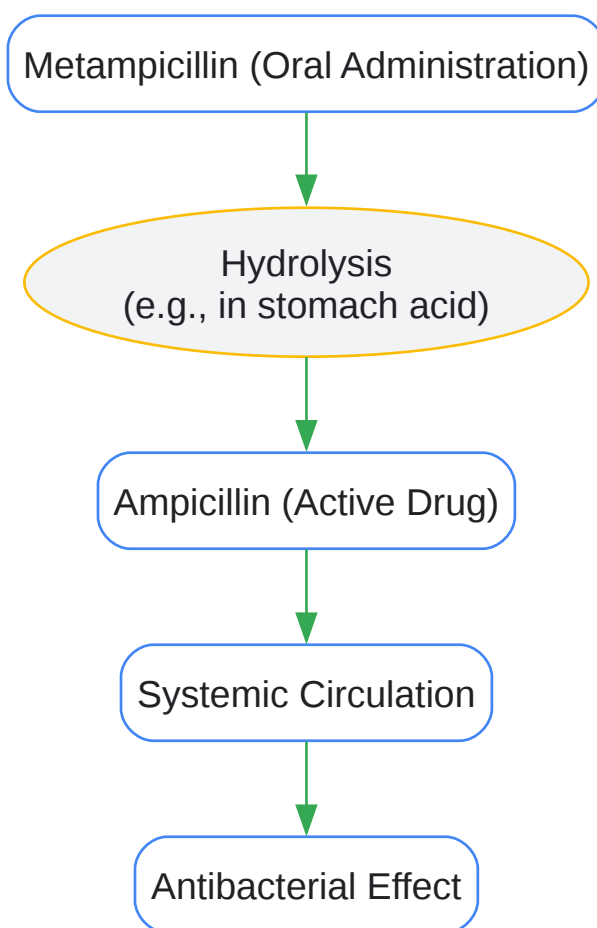 Metampicillin (Oral Administration)
Hydrolysis
(e.g., in stomach acid)
Ampicillin (Active Drug)
Systemic Circulation
Antibacterial Effect